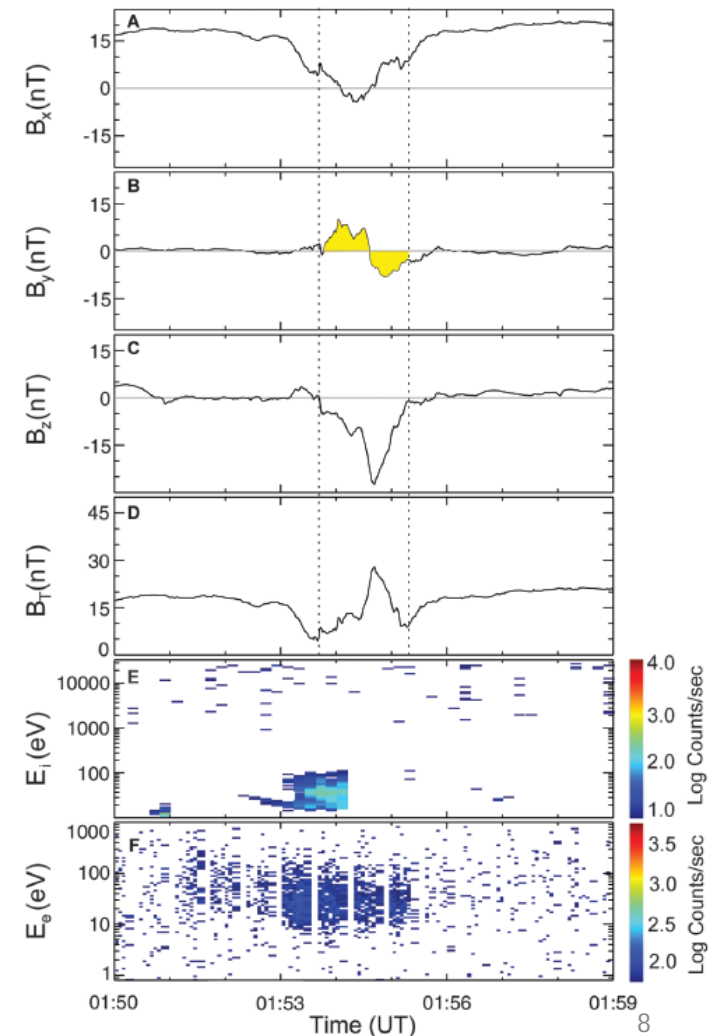 A
15
0
-15
Bx(nT)
B
15
0
-15
By(nT)
C
15
0
-15
Bz(nT)
D
45
30
15
0
BT(nT)
E
10000
1000
100
Ei(eV)
4.0
3.0
2.0
1.0
Log Counts/sec
F
1000
100
10
1
Ee(eV)
3.5
3.0
2.5
2.0
Log Counts/sec
01:50 01:53 01:56 01:59
Time (UT)
8